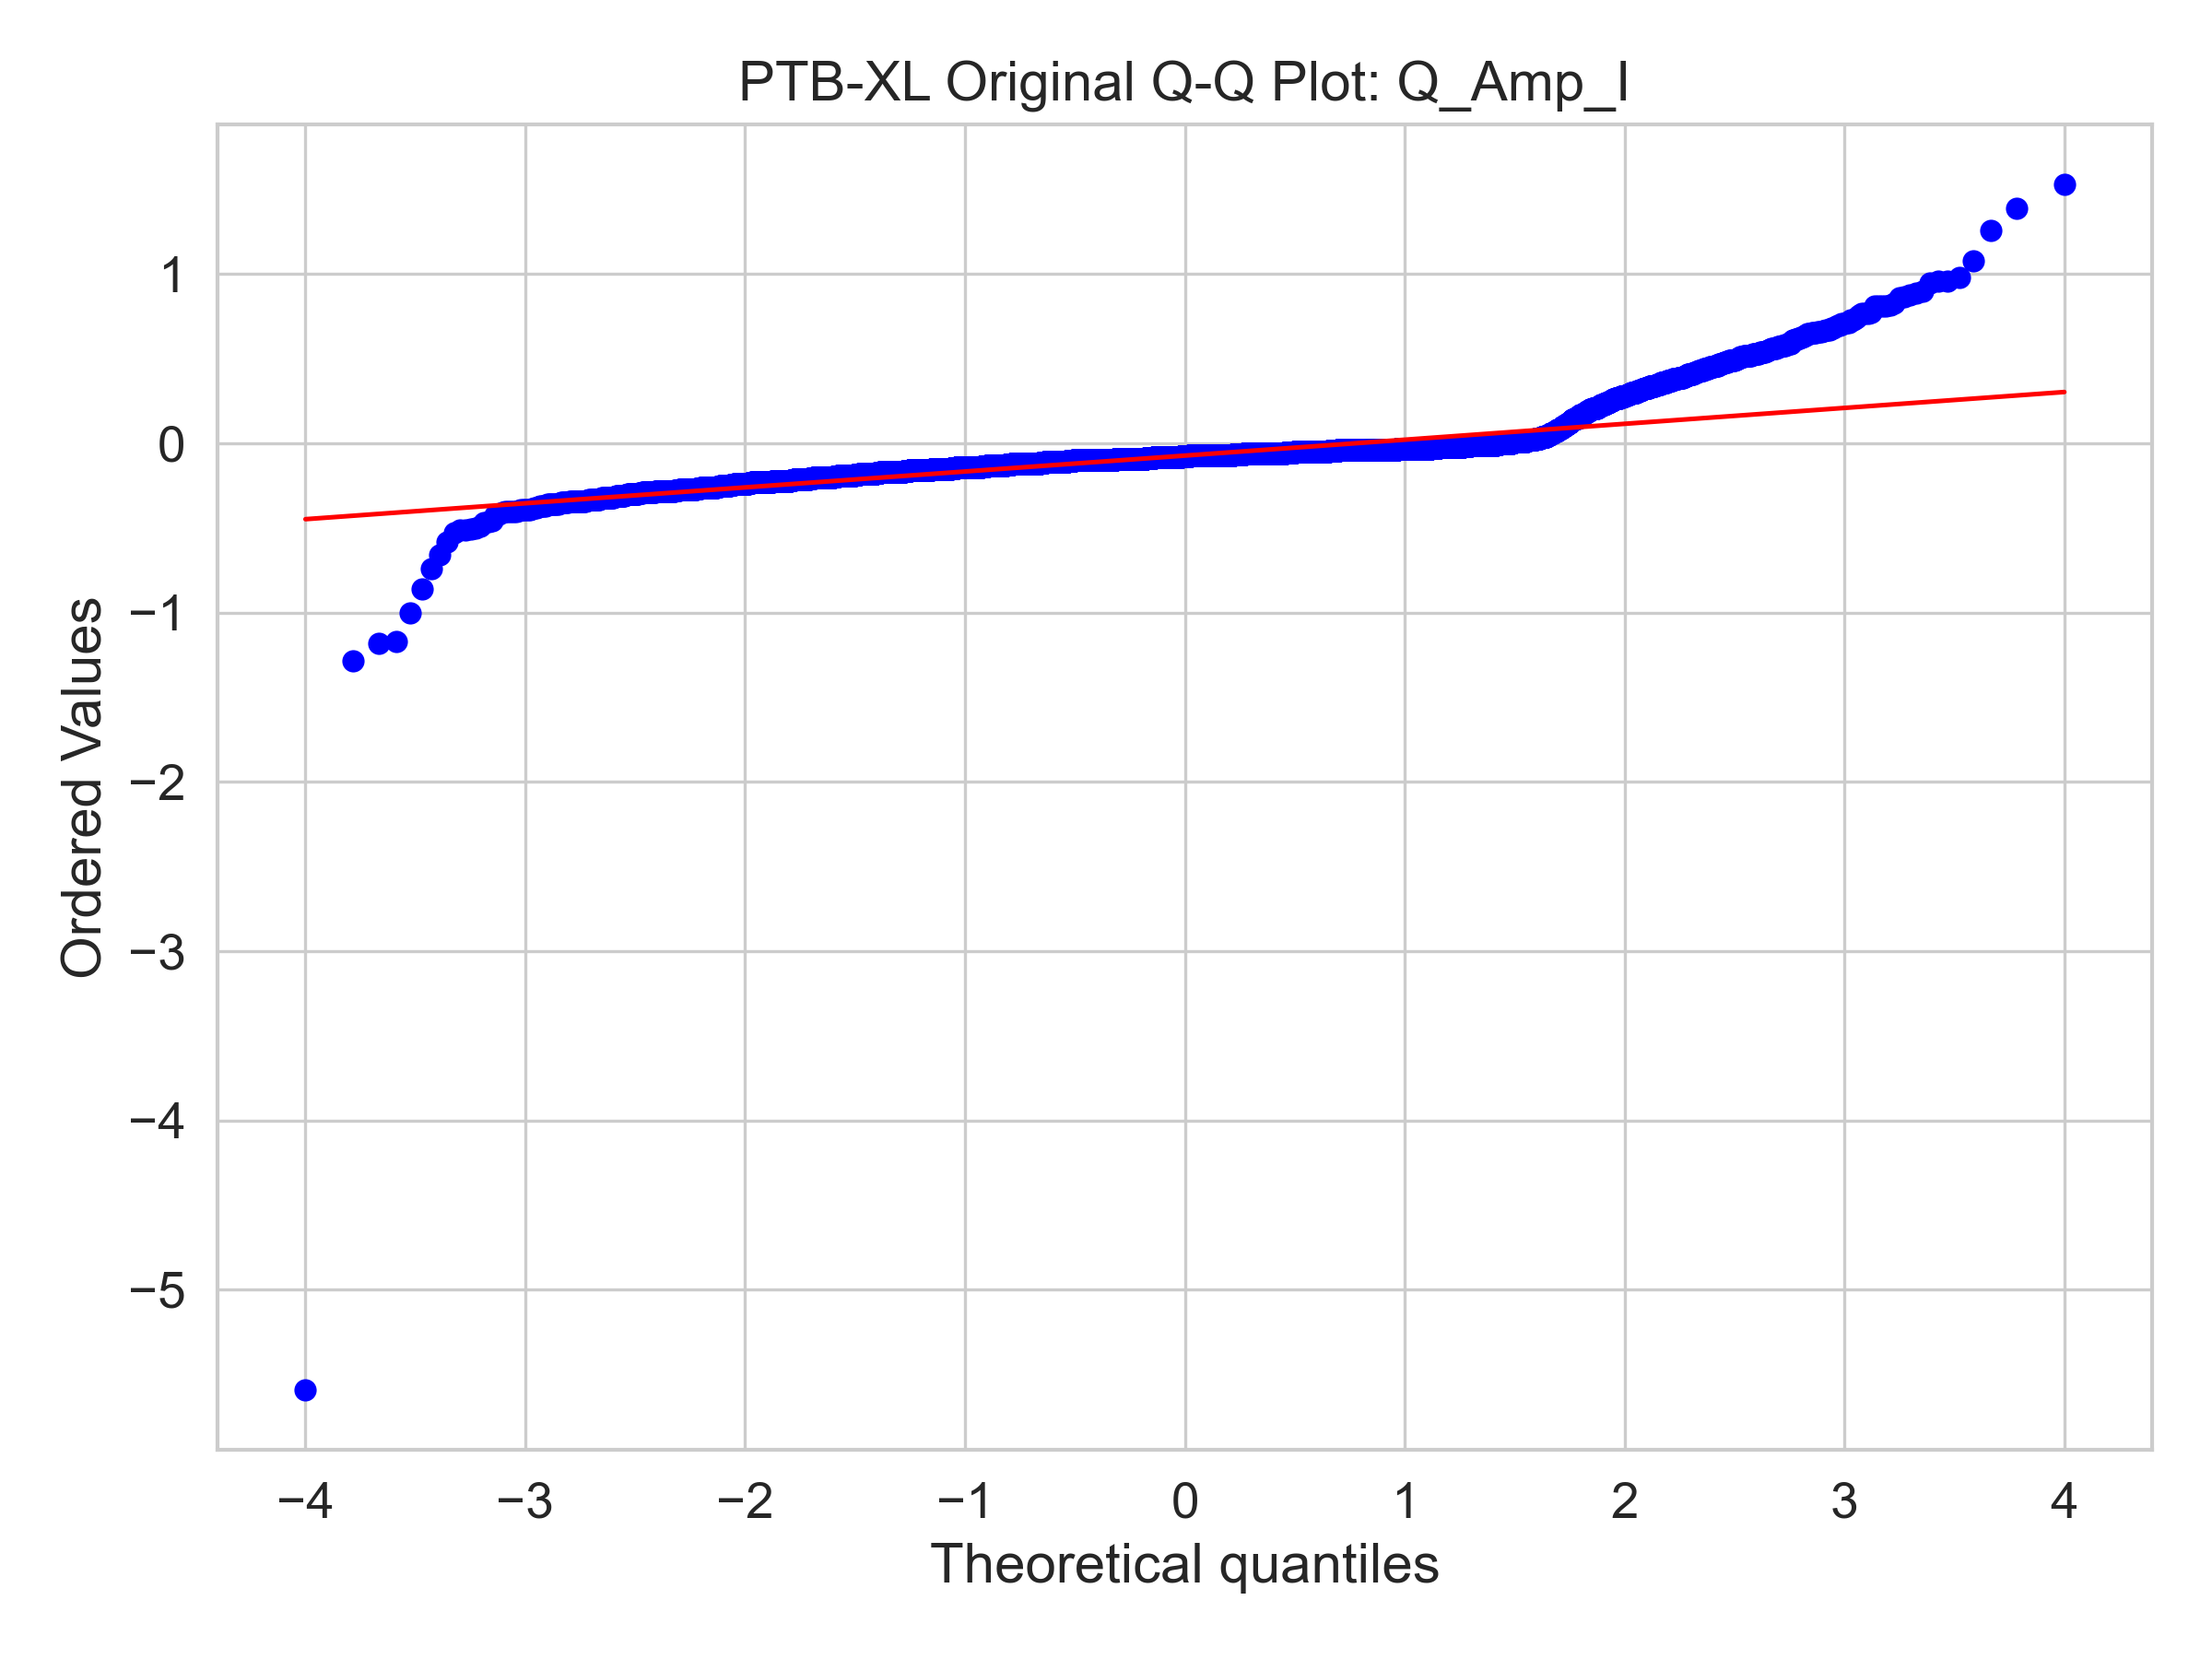 PTB-XL Original Q-Q Plot: Q_Amp_I
Ordered Values
1
0
−1
−2
−3
−4
−5
−4 −3 −2 −1 0 1 2 3 4
Theoretical quantiles